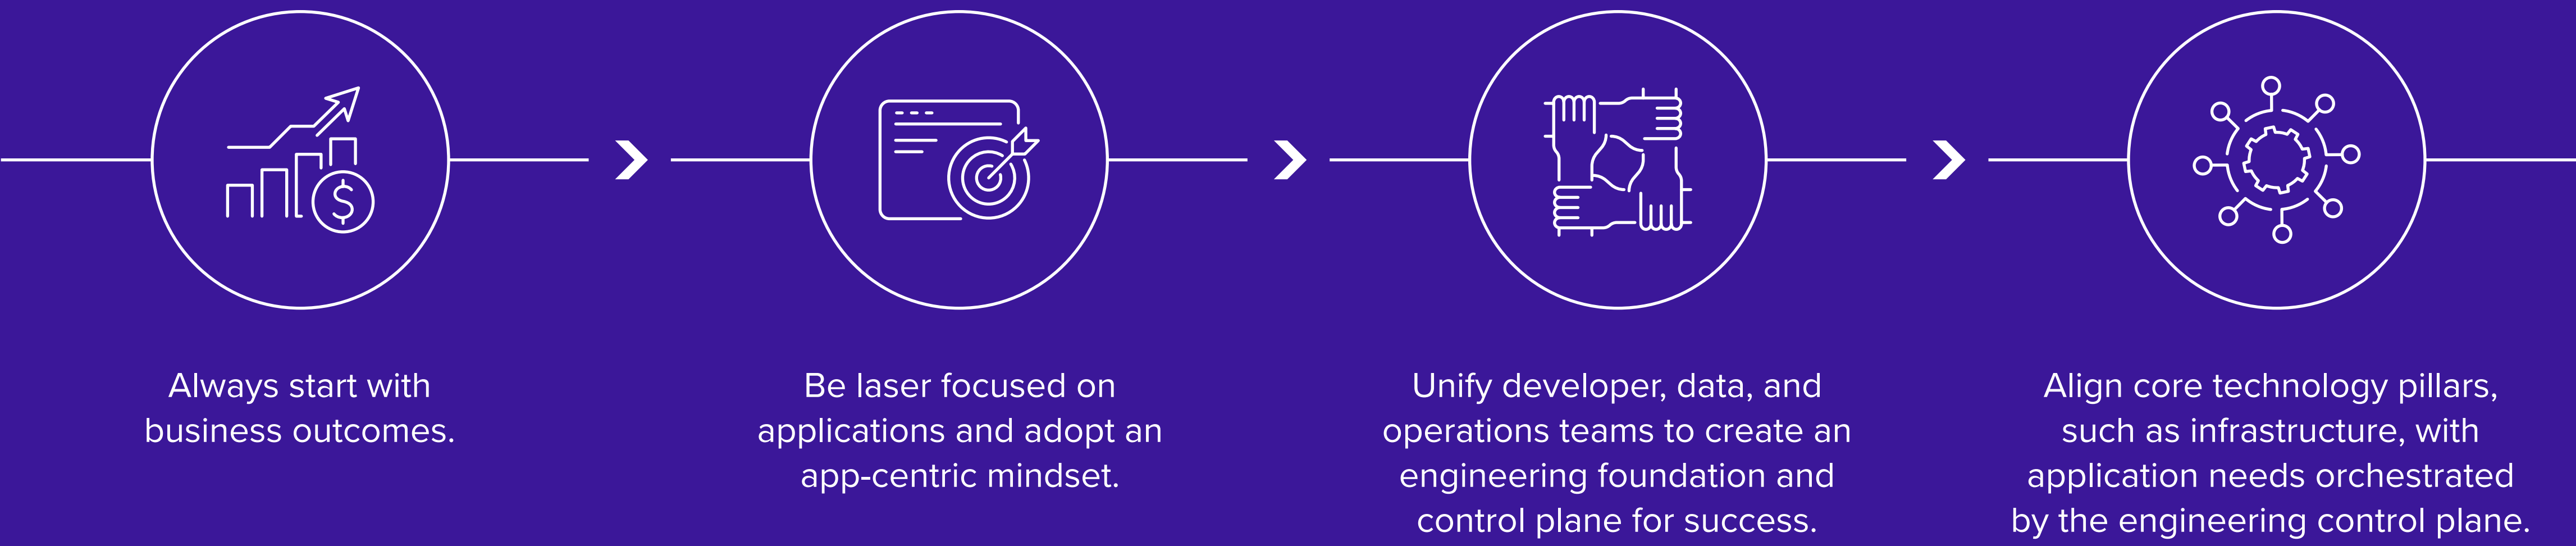 Always start with
business outcomes.
Be laser focused on
applications and adopt an
app-centric mindset.
Unify developer, data, and
operations teams to create an
engineering foundation and
control plane for success.
Align core technology pillars,
such as infrastructure, with
application needs orchestrated
by the engineering control plane.